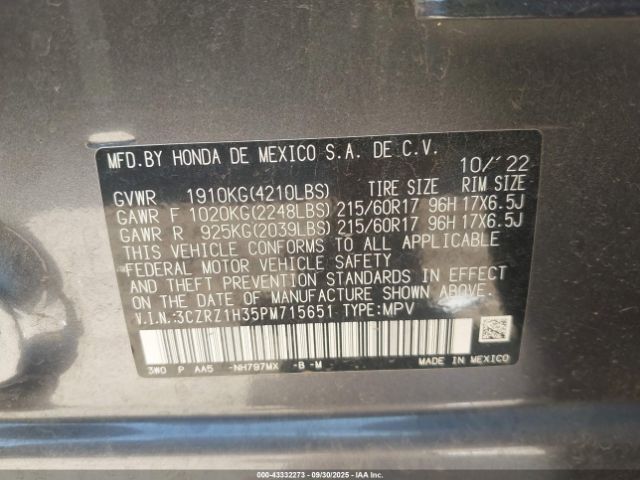 MFD.BY HONDA DE MEXICO S.A. DE C.V. 10/'22
GVWR 1910KG(4210LBS) TIRE SIZE RIM SIZE
GAWR F 1020KG(2248LBS) 215/60R17 96H 17X6.5J
GAWR R 925KG(2039LBS) 215/60R17 96H 17X6.5J
THIS VEHICLE CONFORMS TO ALL APPLICABLE
FEDERAL MOTOR VEHICLE SAFETY
AND THEFT PREVENTION STANDARDS IN EFFECT
ON THE DATE OF MANUFACTURE SHOWN ABOVE.
V.I.N.:3CZRZ1H35PM715651 TYPE:MPV
3W0 P AA5 -NH797MX -B -M MADE IN MEXICO
000-43332273 - 09/30/2025 - IAA Inc.